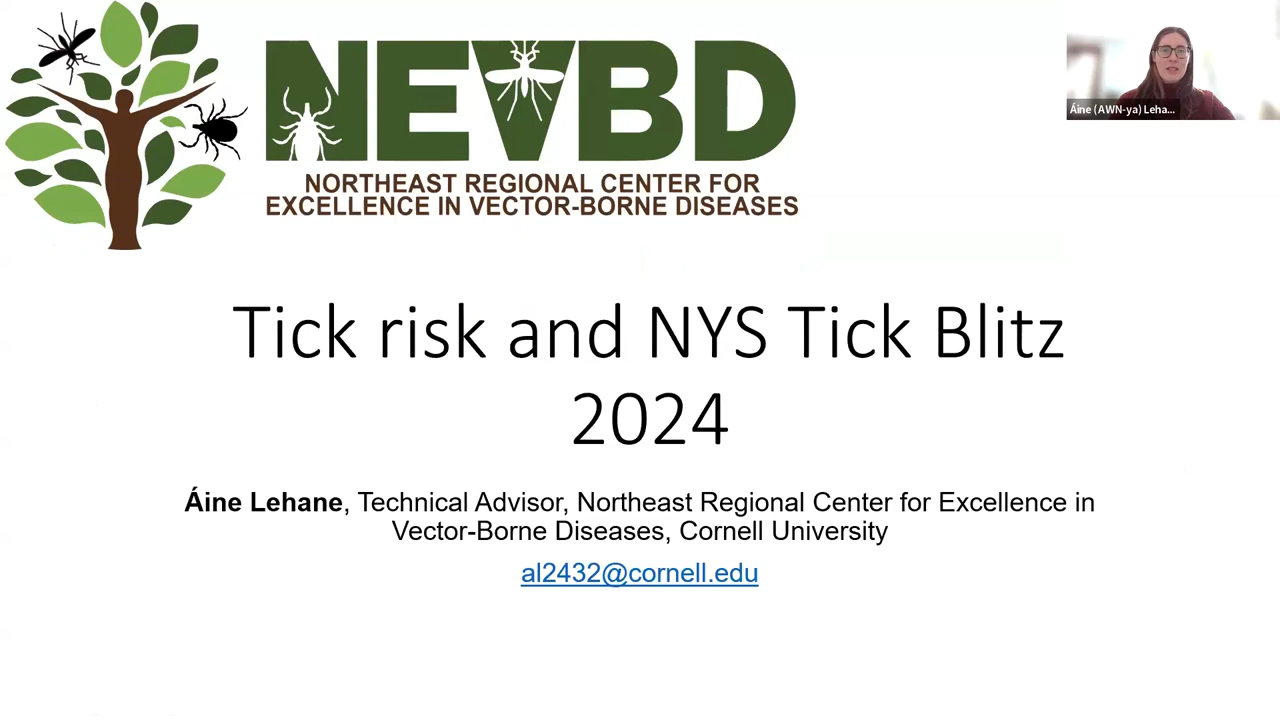 NEVBD
NORTHEAST REGIONAL CENTER FOR
EXCELLENCE IN VECTOR-BORNE DISEASES
Áine (AWN-ya) Leha...
Tick risk and NYS Tick Blitz
2024
Áine Lehane, Technical Advisor, Northeast Regional Center for Excellence in
Vector-Borne Diseases, Cornell University
al2432@cornell.edu